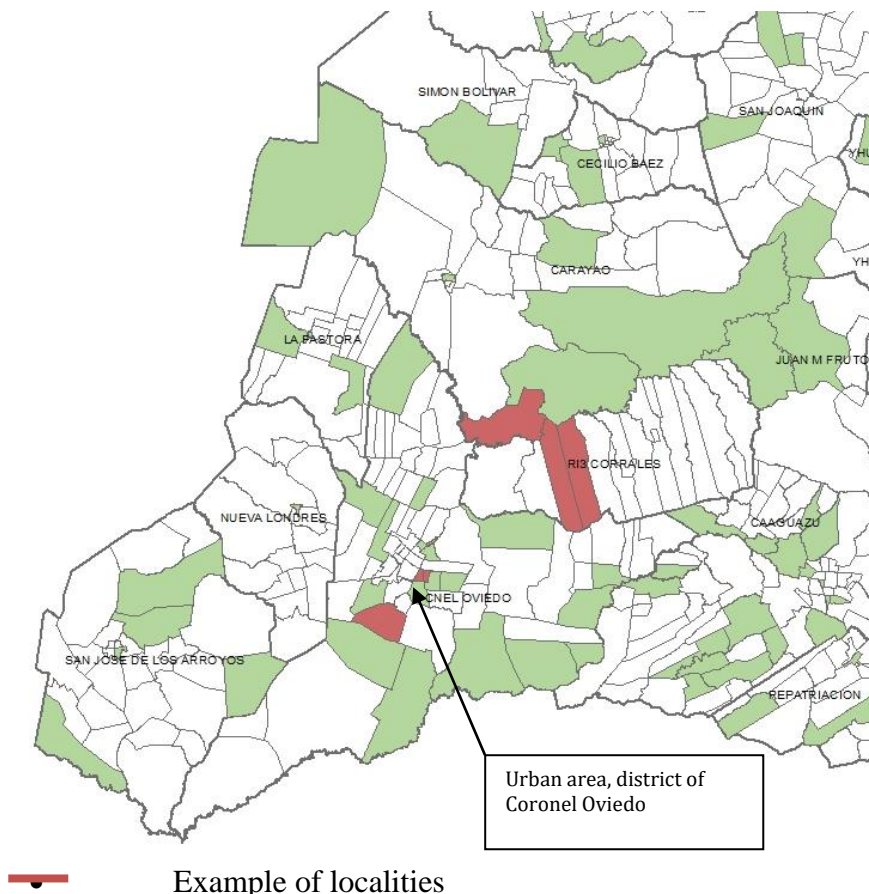 SIMON BOLIVAR
SAN JOAQUIN
YHU
CECILIO BAEZ
CARAYAO
YH
LA PASTORA
JUAN M FRUTO
RI3 CORRALES
NUEVA LONDRES
CAAGUAZU
CNEL OVIEDO
SAN JOSE DE LOS ARROYOS
REPATRIACION
Urban area, district of
Coronel Oviedo
Example of localities